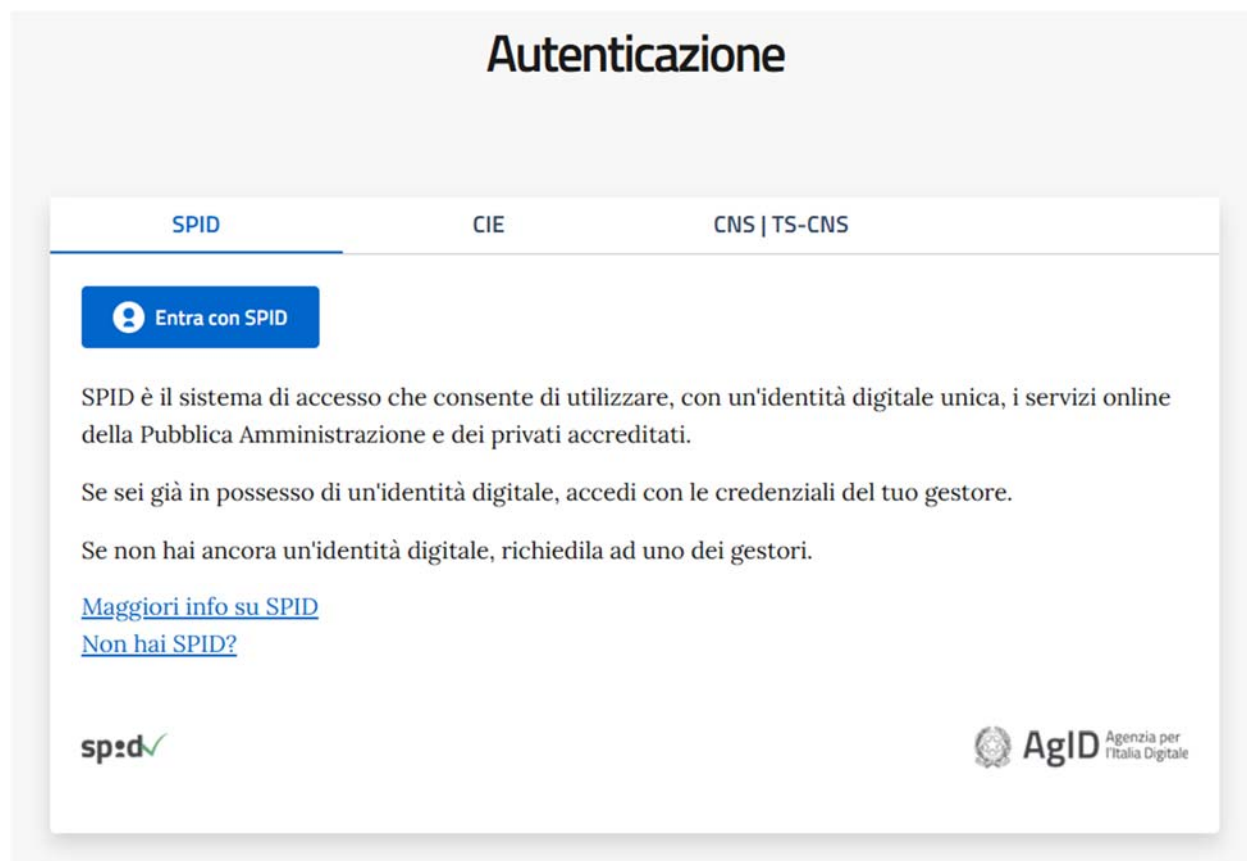 Autenticazione
SPID
CIE
CNS | TS-CNS
Entra con SPID
SPID è il sistema di accesso che consente di utilizzare, con un'identità digitale unica, i servizi online
della Pubblica Amministrazione e dei privati accreditati.
Se sei già in possesso di un'identità digitale, accedi con le credenziali del tuo gestore.
Se non hai ancora un'identità digitale, richiedila ad uno dei gestori.
Maggiori info su SPID
Non hai SPID?
spid
AgID Agenzia per
l'Italia Digitale